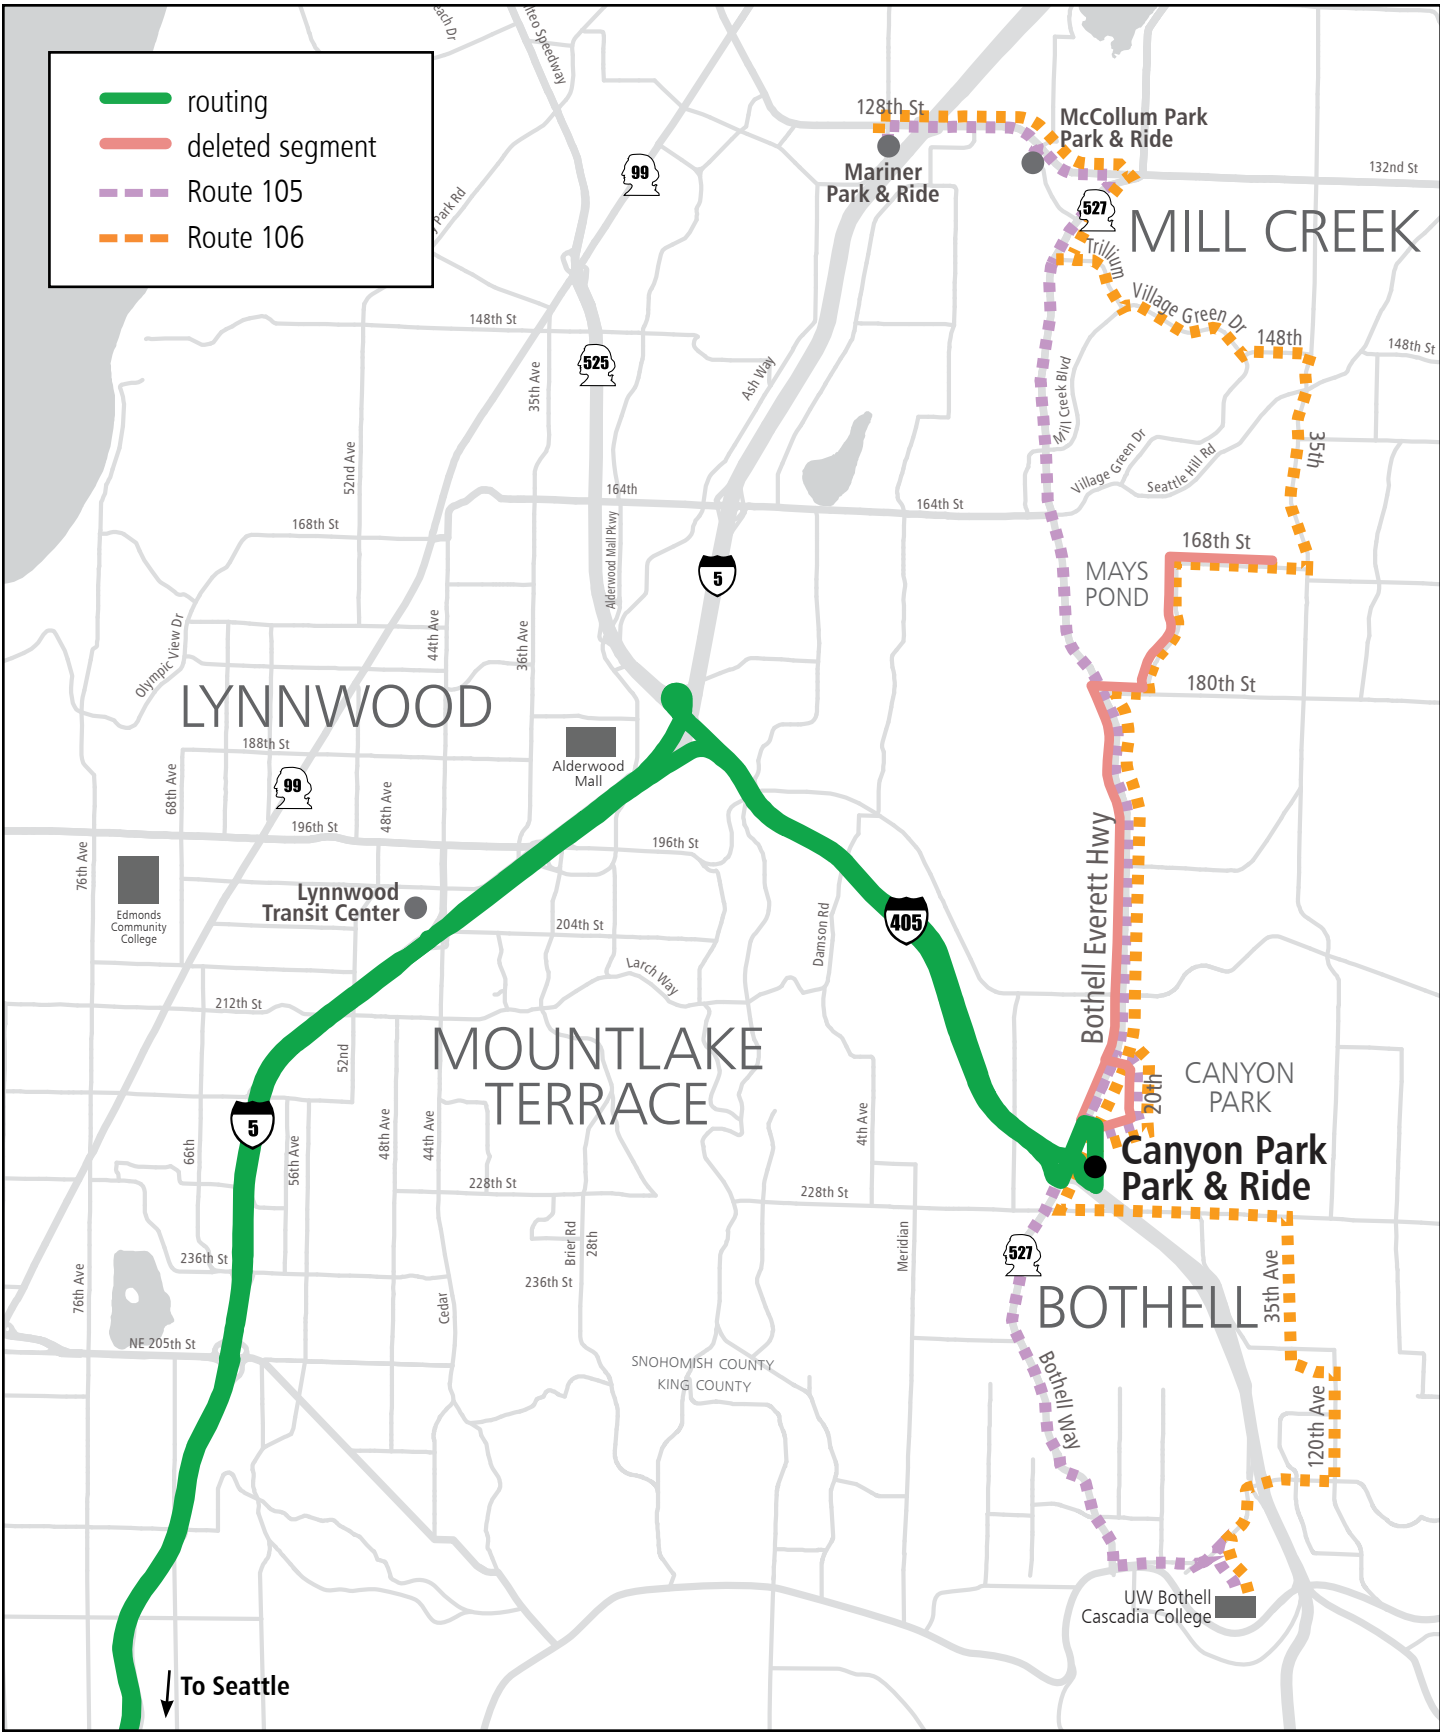 routing
deleted segment
Route 105
Route 106
each Dr
lteo Speedway
y Park Rd
99
128th St
McCollum Park
Park & Ride
Mariner
Park & Ride
132nd St
527
MILL CREEK
Trillium
Village Green Dr
148th
148th St
148th St
525
35th Ave
Ash Way
Mill Creek Blvd
35th
52nd Ave
Village Green Dr
Seattle Hill Rd
164th
164th St
168th St
Alderwood Mall Pkwy
5
168th St
MAYS
POND
Olympic View Dr
44th Ave
36th Ave
180th St
LYNNWOOD
188th St
Alderwood
Mall
68th Ave
99
48th Ave
196th St
196th St
76th Ave
Edmonds
Community
College
Lynnwood
Transit Center
204th St
Larch Way
Damson Rd
405
Bothell Everett Hwy
212th St
52nd
MOUNTLAKE
TERRACE
CANYON
PARK
20th
5
66th
56th Ave
48th Ave
44th Ave
4th Ave
Canyon Park
Park & Ride
228th St
228th St
Meridian
527
236th St
Brier Rd
28th
236th St
76th Ave
Cedar
BOTHELL
35th Ave
NE 205th St
SNOHOMISH COUNTY
KING COUNTY
Bothell Way
120th Ave
UW Bothell
Cascadia College
To Seattle